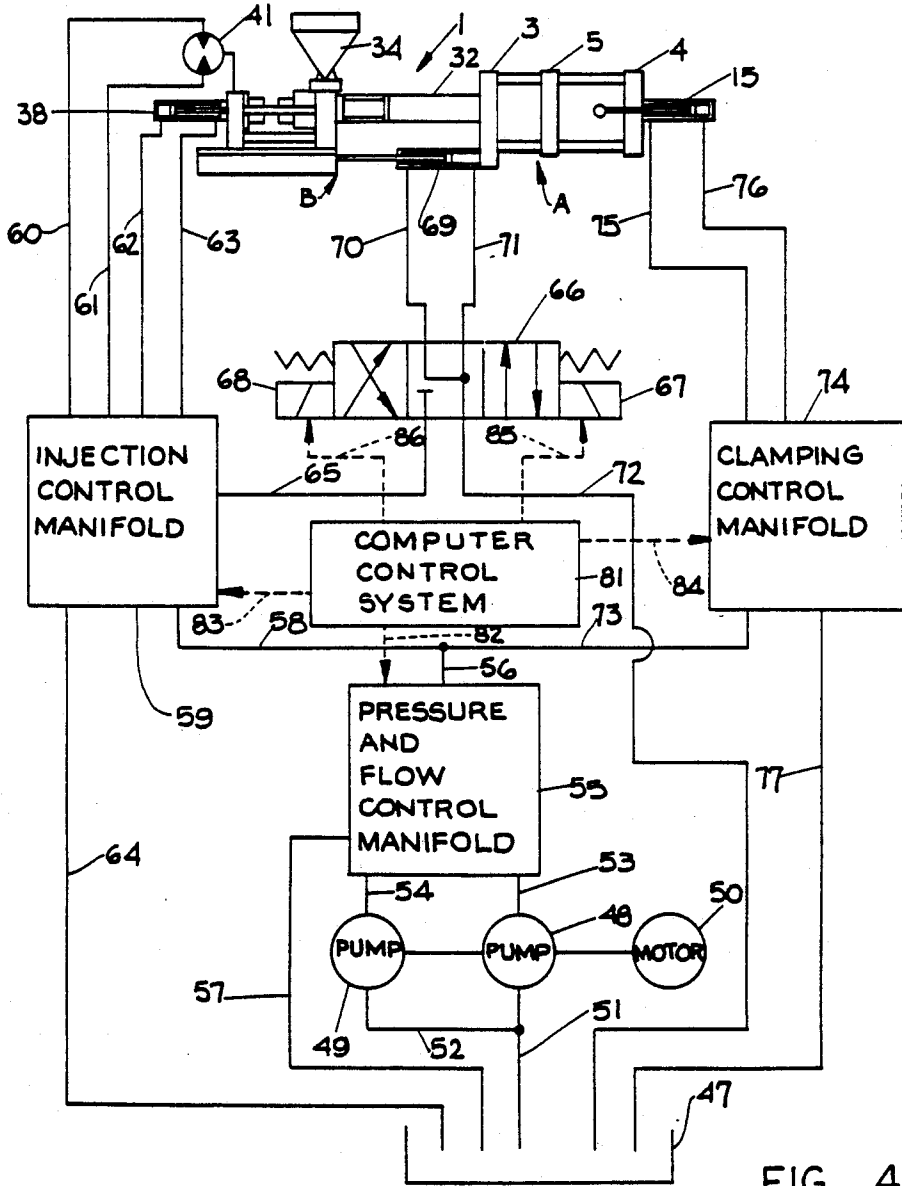 41
34
1
3
5
4
32
15
38
B
69
A
76
60
62
63
70
71
75
61
66
68
67
74
86
85
INJECTION
CONTROL
MANIFOLD
65
72
CLAMPING
CONTROL
MANIFOLD
COMPUTER
CONTROL
SYSTEM
81
84
83
58
82
73
56
59
PRESSURE
AND
FLOW
CONTROL
MANIFOLD
55
77
64
54
53
48
50
PUMP
PUMP
MOTOR
57
51
49
52
47
FIG. 4